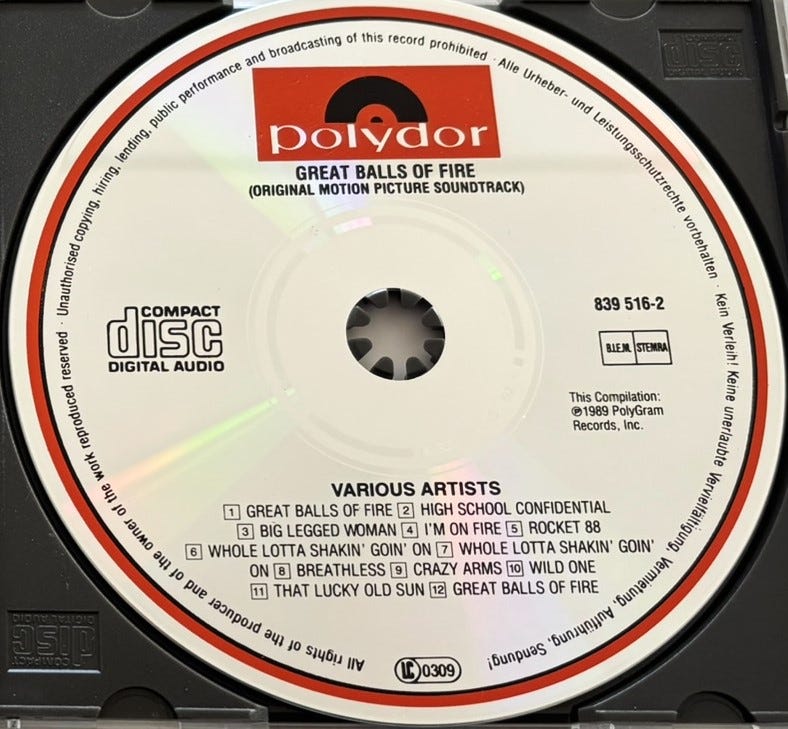 Unauthorised copying, hiring, lending, public performance and broadcasting of this record prohibited · Alle Urheber- und Leistungsschutzrechte vorbehalten · Kein Verleih! Keine unerlaubte Vervielfältigung, Vermietung, Aufführung, Sendung!
polydor
GREAT BALLS OF FIRE
(ORIGINAL MOTION PICTURE SOUNDTRACK)
COMPACT
disc
DIGITAL AUDIO
839 516-2
B.I.E.M. STEMRA
This Compilation:
℗1989 PolyGram
Records, Inc.
VARIOUS ARTISTS
1 GREAT BALLS OF FIRE 2 HIGH SCHOOL CONFIDENTIAL
3 BIG LEGGED WOMAN 4 I'M ON FIRE 5 ROCKET 88
6 WHOLE LOTTA SHAKIN' GOIN' ON 7 WHOLE LOTTA SHAKIN' GOIN'
ON 8 BREATHLESS 9 CRAZY ARMS 10 WILD ONE
11 THAT LUCKY OLD SUN 12 GREAT BALLS OF FIRE
All rights of the producer and of the owner of the work reproduced reserved ·
LC 0309
COMPACT
disc
DIGITAL AUDIO
disc